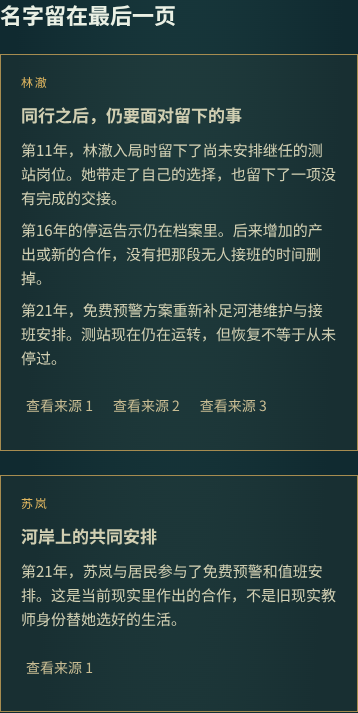 名字留在最后一页
林澈
同行之后，仍要面对留下的事
第11年，林澈入局时留下了尚未安排继任的测
站岗位。她带走了自己的选择，也留下了一项没
有完成的交接。
第16年的停运告示仍在档案里。后来增加的产
出或新的合作，没有把那段无人接班的时间删
掉。
第21年，免费预警方案重新补足河港维护与接
班安排。测站现在仍在运转，但恢复不等于从未
停过。
查看来源 1 查看来源 2 查看来源 3
苏岚
河岸上的共同安排
第21年，苏岚与居民参与了免费预警和值班安
排。这是当前现实里作出的合作，不是旧现实教
师身份替她选好的生活。
查看来源 1